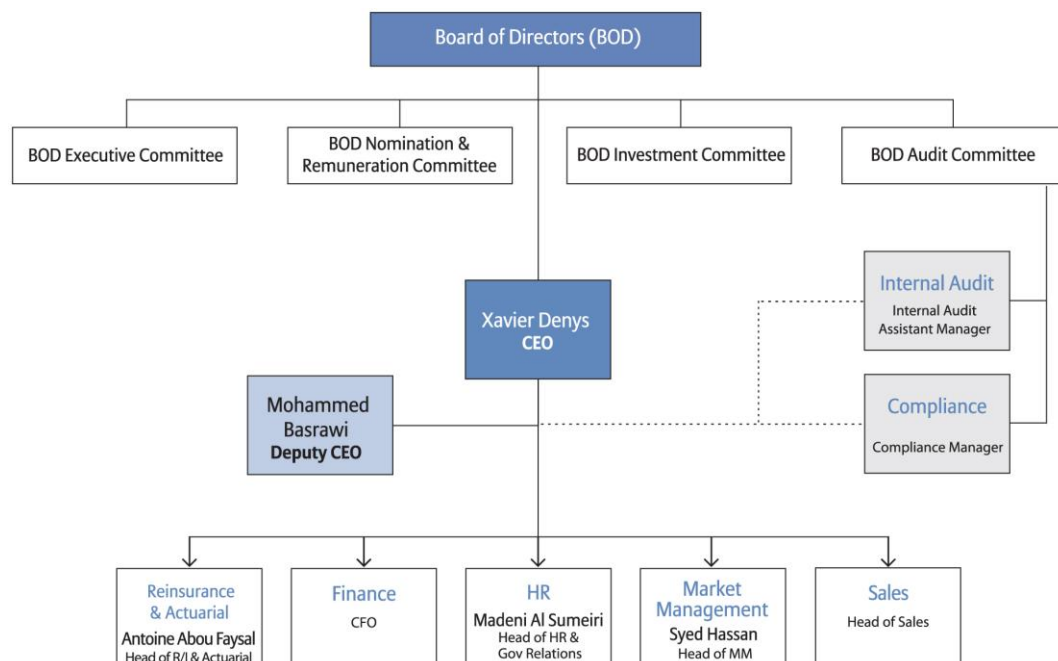 Board of Directors (BOD)
BOD Executive Committee
BOD Nomination &
Remuneration Committee
BOD Investment Committee
BOD Audit Committee
Internal Audit
Internal Audit
Assistant Manager
Xavier Denys
CEO
Mohammed
Basrawi
Deputy CEO
Compliance
Compliance Manager
Reinsurance
& Actuarial
Antoine Abou Faysal
Head of R/I & Actuarial
Finance
CFO
HR
Madeni Al Sumeiri
Head of HR &
Gov Relations
Market
Management
Syed Hassan
Head of MM
Sales
Head of Sales